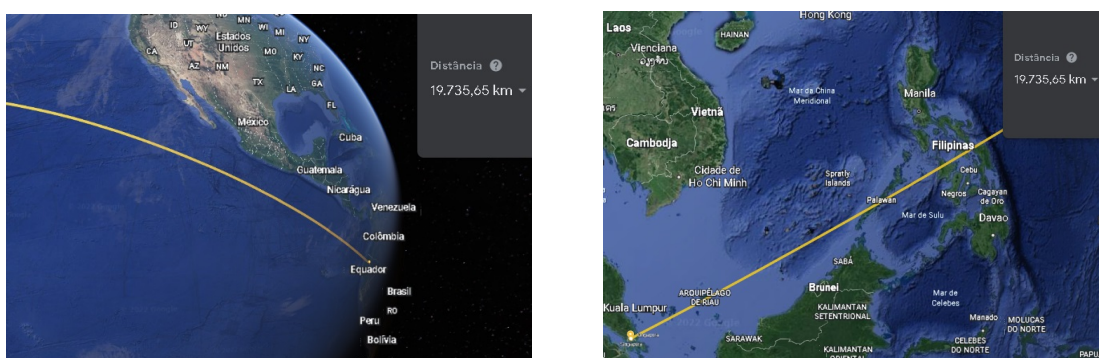 ID
WY
MN
WI
MI
NY
Estados
Unidos
UT
CA
MO
KY
AZ
NM
NC
TX
LA
GA
FL
México
Cuba
Guatemala
Nicarágua
Venezuela
Colômbia
Equador
Brasil
RO
Peru
Bolívia
Distância
19.735,65 km
Hong Kong
Laos
HAINAN
Vienciana
Mar da China
Meridional
Manila
Vietnã
Camboja
Filipinas
Cidade de
Ho Chi Minh
Spratly
Islands
Cebu
Palawan
Negros
Cagayan
de Oro
Mar de Sulu
Davao
SABÁ
Brunei
ARQUIPÉLAGO
DE RIAU
Kuala Lumpur
KALIMANTAN
SETENTRIONAL
Mar de
Celebes
Manado
MOLUCAS
DO NORTE
SARAWAK
CELEBES
DO NORTE
KALIMANTAN
ORIENTAL
PAPU
Distância
19.735,65 km